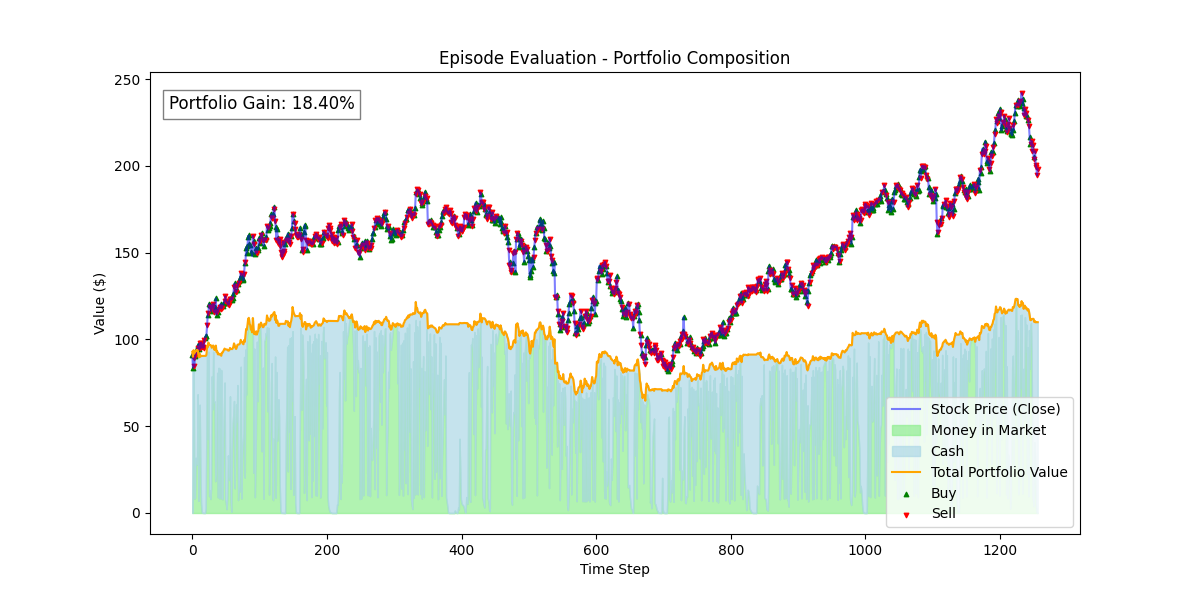 Episode Evaluation - Portfolio Composition
Portfolio Gain: 18.40%
Value ($)
250
200
150
100
50
0
0 200 400 600 800 1000 1200
Time Step
Stock Price (Close)
Money in Market
Cash
Total Portfolio Value
Buy
Sell